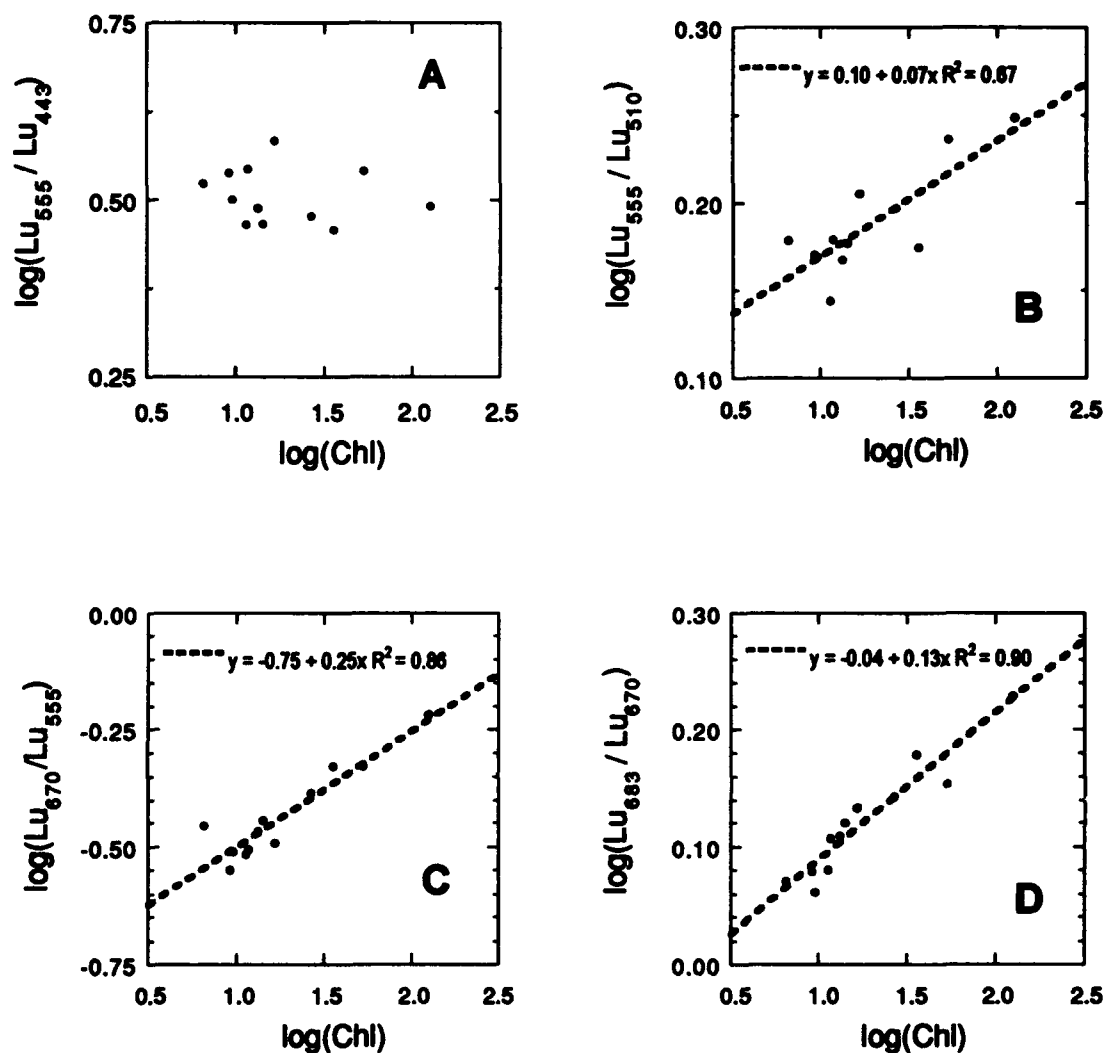 A
log(Lu555 / Lu443)
0.75
0.50
0.25
0.5 1.0 1.5 2.0 2.5
log(Chl)
B
y = 0.10 + 0.07x R² = 0.67
log(Lu555 / Lu510)
0.30
0.20
0.10
0.5 1.0 1.5 2.0 2.5
log(Chl)
C
y = -0.75 + 0.25x R² = 0.86
log(Lu670/Lu555)
0.00
-0.25
-0.50
-0.75
0.5 1.0 1.5 2.0 2.5
log(Chl)
D
y = -0.04 + 0.13x R² = 0.90
log(Lu683 / Lu670)
0.30
0.20
0.10
0.00
0.5 1.0 1.5 2.0 2.5
log(Chl)